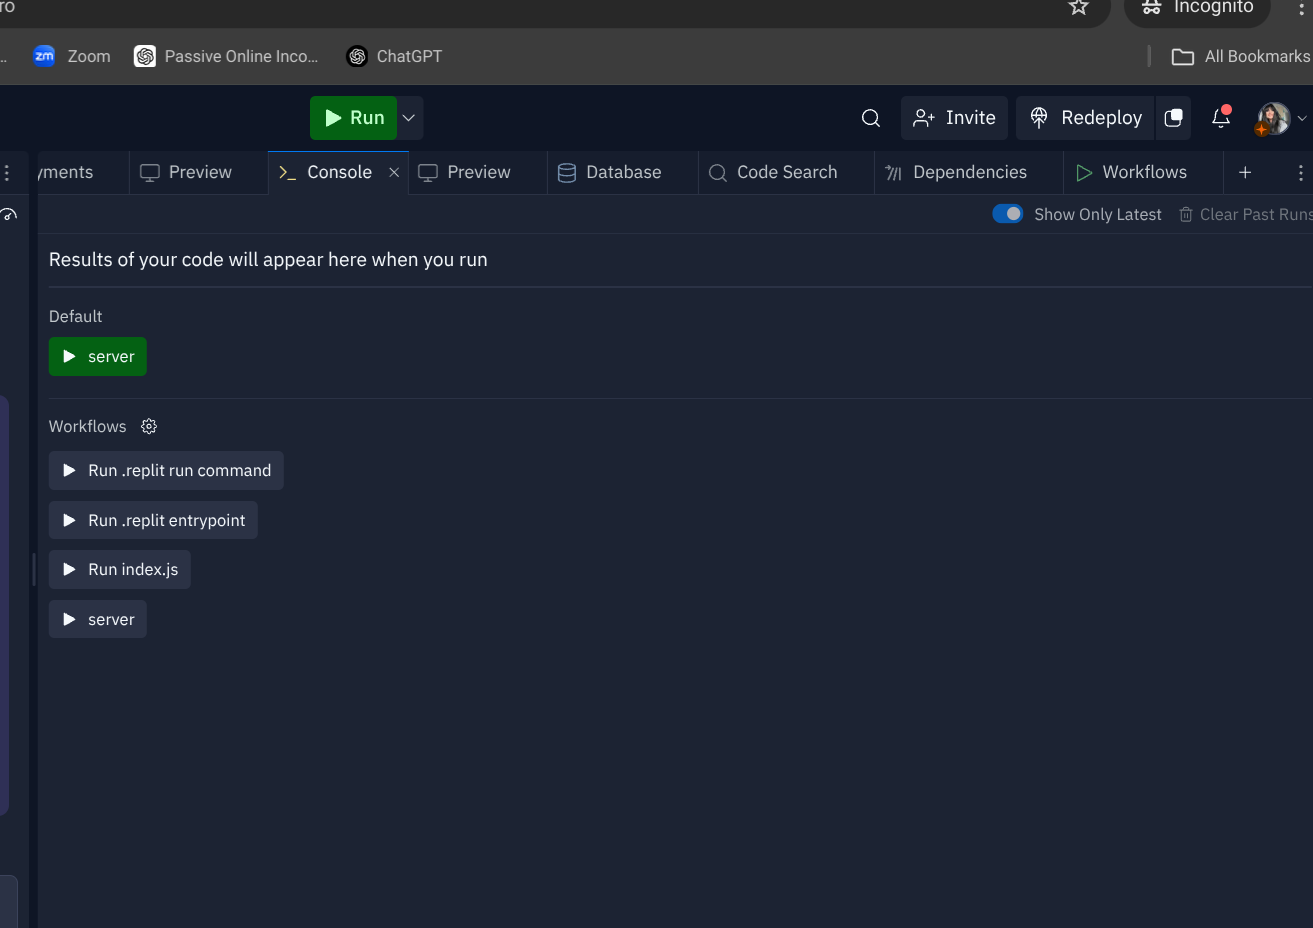 ro
Incognito
zm Zoom Passive Online Inco... ChatGPT All Bookmarks
Run Invite Redeploy
yments Preview Console Preview Database Code Search Dependencies Workflows
Show Only Latest Clear Past Runs
Results of your code will appear here when you run
Default
server
Workflows
Run .replit run command
Run .replit entrypoint
Run index.js
server